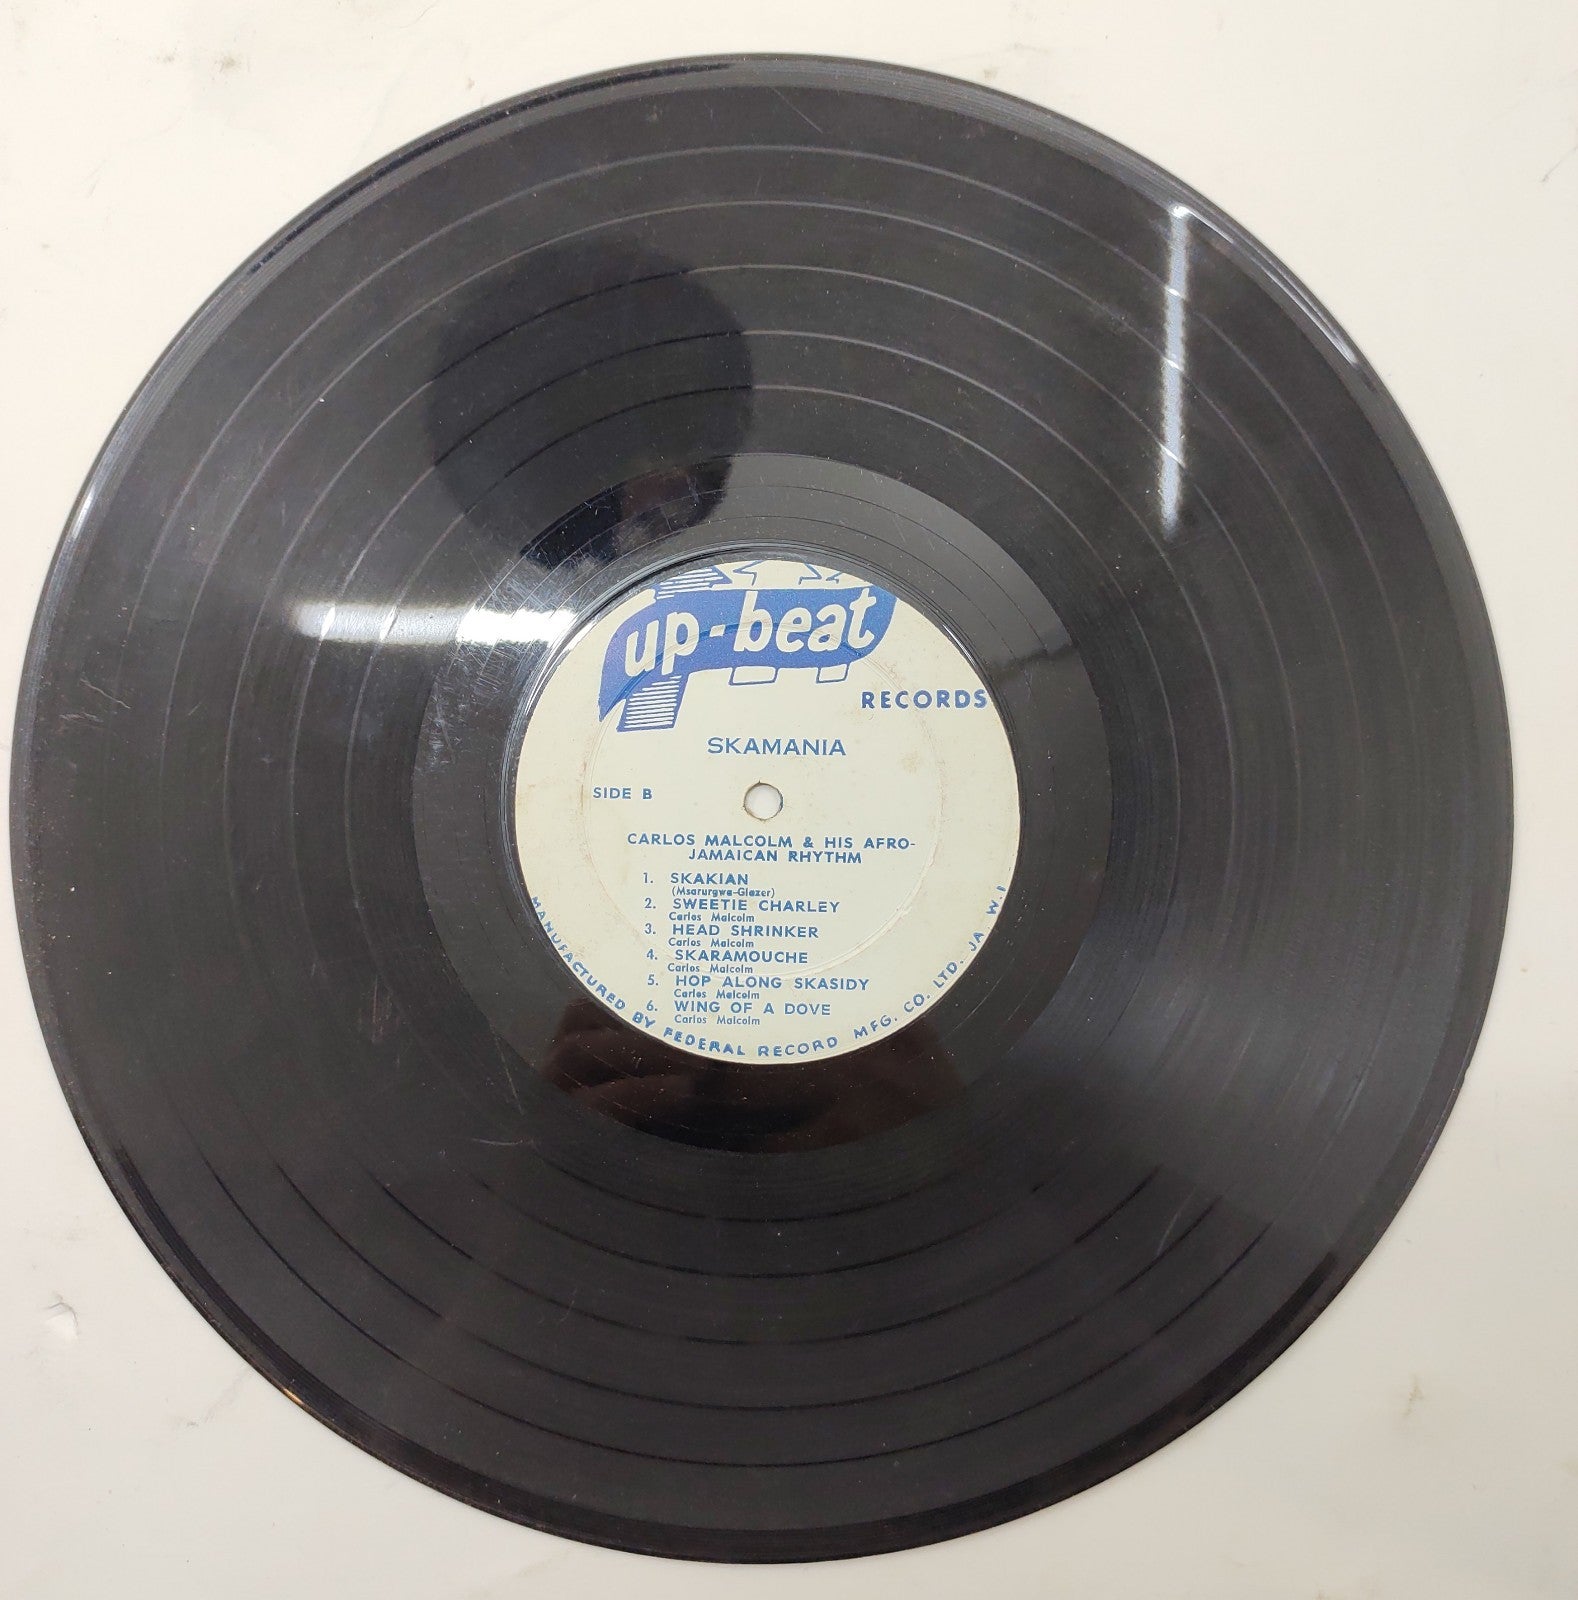 up-beat
RECORDS
SKAMANIA
SIDE B
CARLOS MALCOLM & HIS AFRO-
JAMAICAN RHYTHM
1. SKAKIAN
(Msarurgwa-Glazer)
2. SWEETIE CHARLEY
Carlos Malcolm
3. HEAD SHRINKER
Carlos Malcolm
4. SKARAMOUCHE
Carlos Malcolm
5. HOP ALONG SKASIDY
Carlos Malcolm
6. WING OF A DOVE
Carlos Malcolm
MANUFACTURED BY FEDERAL RECORD MFG. CO. LTD. JA. W.I